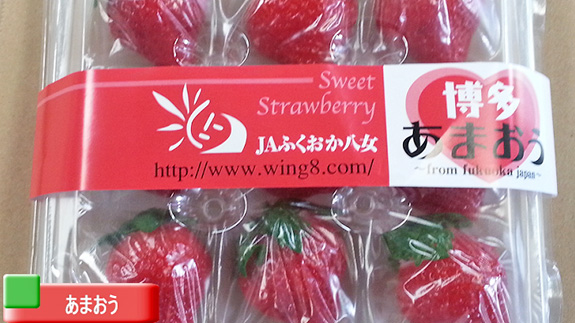 Sweet
Strawberry
JAふくおか八女
http://www.wing8.com/
博多
あまおう
～from fukuoka japan～
あまおう